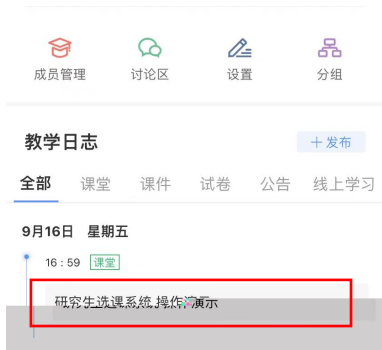 成员管理 讨论区 设置 分组
教学日志 +发布
全部 课堂 课件 试卷 公告 线上学习
9月16日 星期五
16:59 课堂
研究生选课系统 操作演示